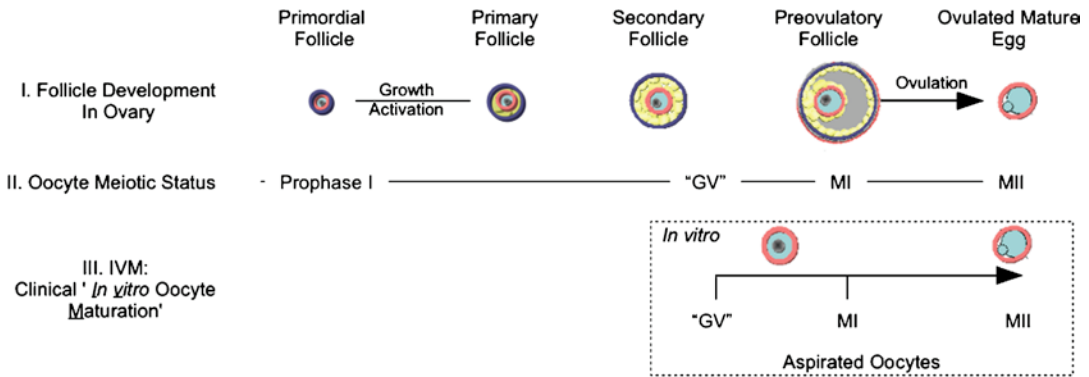 Primordial
Follicle
Primary
Follicle
Secondary
Follicle
Preovulatory
Follicle
Ovulated Mature
Egg
I. Follicle Development
In Ovary
Growth
Activation
Ovulation
II. Oocyte Meiotic Status
- Prophase I
"GV"
MI
MII
In vitro
III. IVM:
Clinical ' In vitro Oocyte
Maturation'
"GV"
MI
MII
Aspirated Oocytes